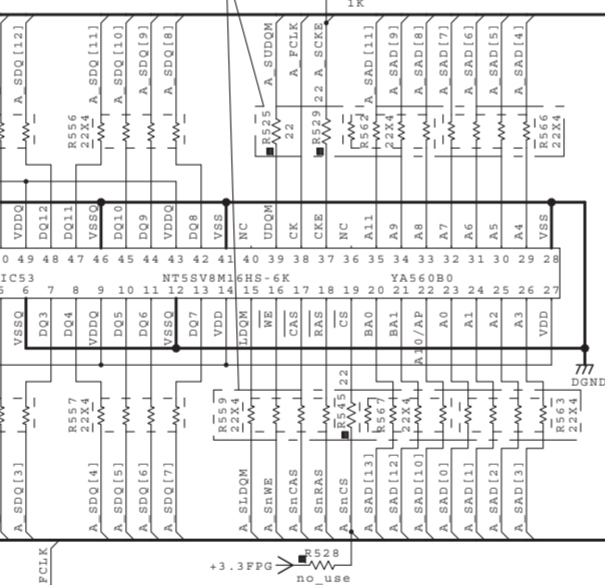 1K
A_SDQ[12]
A_SDQ[11]
A_SDQ[10]
A_SDQ[9]
A_SDQ[8]
A_SUDQM
A_FCLK
A_SCKE
A_SAD[11]
A_SAD[9]
A_SAD[8]
A_SAD[7]
A_SAD[6]
A_SAD[5]
A_SAD[4]
R556
22X4
R525
22
R529
22
R562
22X4
R566
22X4
VDDQ
DQ12
DQ11
VSSQ
DQ10
DQ9
VDDQ
DQ8
VSS
NC
UDQM
CK
CKE
NC
A11
A9
A8
A7
A6
A5
A4
VSS
0 49 48 47 46 45 44 43 42 41 40 39 38 37 36 35 34 33 32 31 30 29 28
IC53 NT5SV8M16HS-6K YA560B0
5 6 7 8 9 10 11 12 13 14 15 16 17 18 19 20 21 22 23 24 25 26 27
VSSQ
DQ3
DQ4
VDDQ
DQ5
DQ6
VSSQ
DQ7
VDD
LDQM
WE
CAS
RAS
CS
BA0
BA1
A10/AP
A0
A1
A2
A3
VDD
DGND
R557
22X4
R559
22X4
R545
22
R567
22X4
R563
22X4
A_SDQ[3]
A_SDQ[4]
A_SDQ[5]
A_SDQ[6]
A_SDQ[7]
A_SLDQM
A_SnWE
A_SnCAS
A_SnRAS
A_SnCS
A_SAD[13]
A_SAD[12]
A_SAD[10]
A_SAD[0]
A_SAD[1]
A_SAD[2]
A_SAD[3]
FCLK
+3.3FPG
R528
no_use